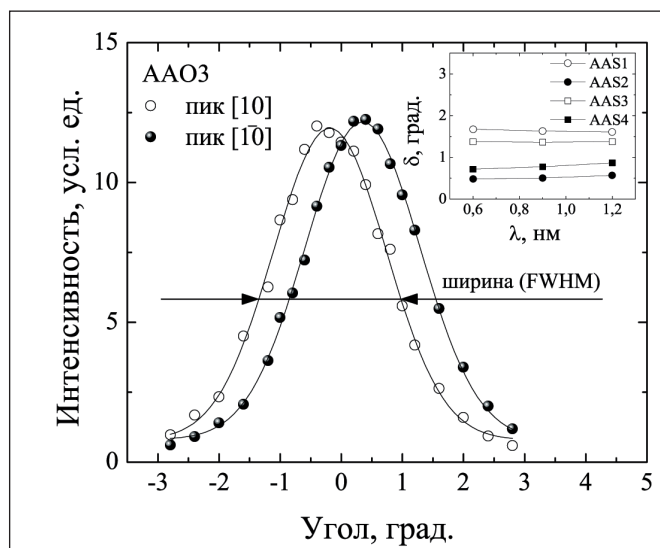 15
10
5
0
Интенсивность, усл. ед.
ААО3
пик [10]
пик [1̄0]
ширина (FWHM)
-3 -2 -1 0 1 2 3 4 5
Угол, град.
3
2
1
0
δ, град.
AAS1
AAS2
AAS3
AAS4
0,6 0,8 1,0 1,2
λ, нм